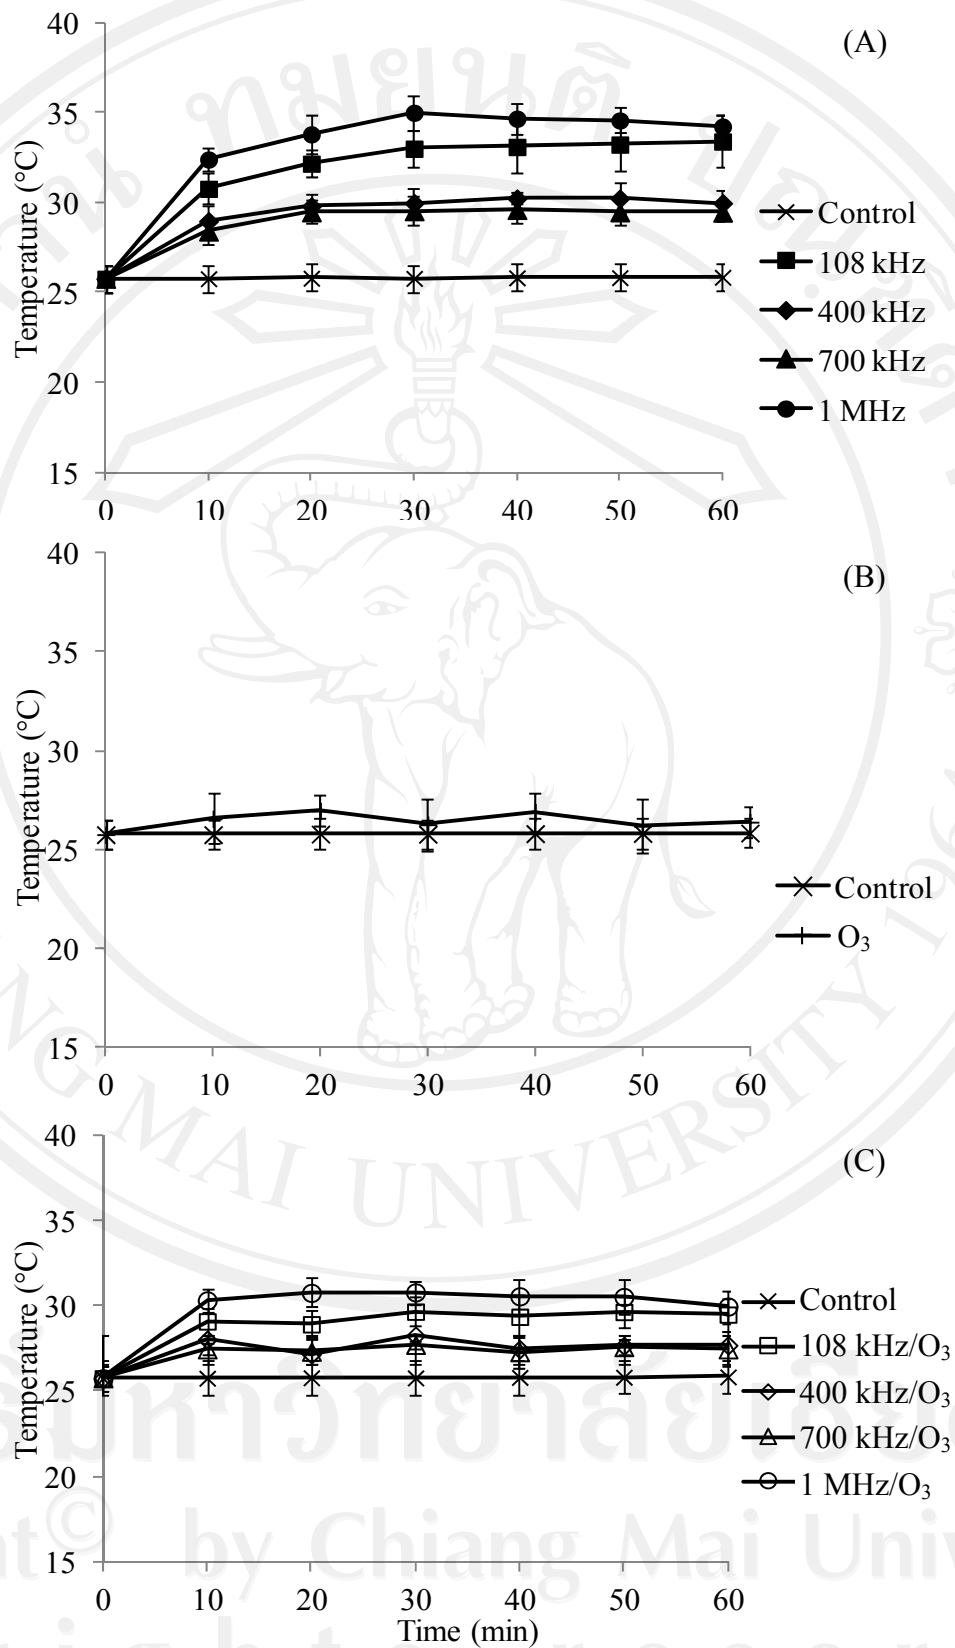 (A)
40
35
30
25
20
15
Temperature (°C)
0 10 20 30 40 50 60
Control
108 kHz
400 kHz
700 kHz
1 MHz
(B)
40
35
30
25
20
15
Temperature (°C)
0 10 20 30 40 50 60
Control
O₃
(C)
40
35
30
25
20
15
Temperature (°C)
0 10 20 30 40 50 60
Time (min)
Control
108 kHz/O₃
400 kHz/O₃
700 kHz/O₃
1 MHz/O₃
MAI UNIVERSITY 1964
© by Chiang Mai